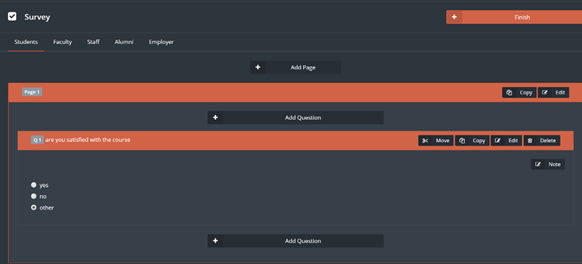 Survey
Finish
Students Faculty Staff Alumni Employer
Add Page
Page 1 Copy Edit
Add Question
Q 1 are you satisfied with the course Move Copy Edit Delete
Note
yes
no
other
Add Question